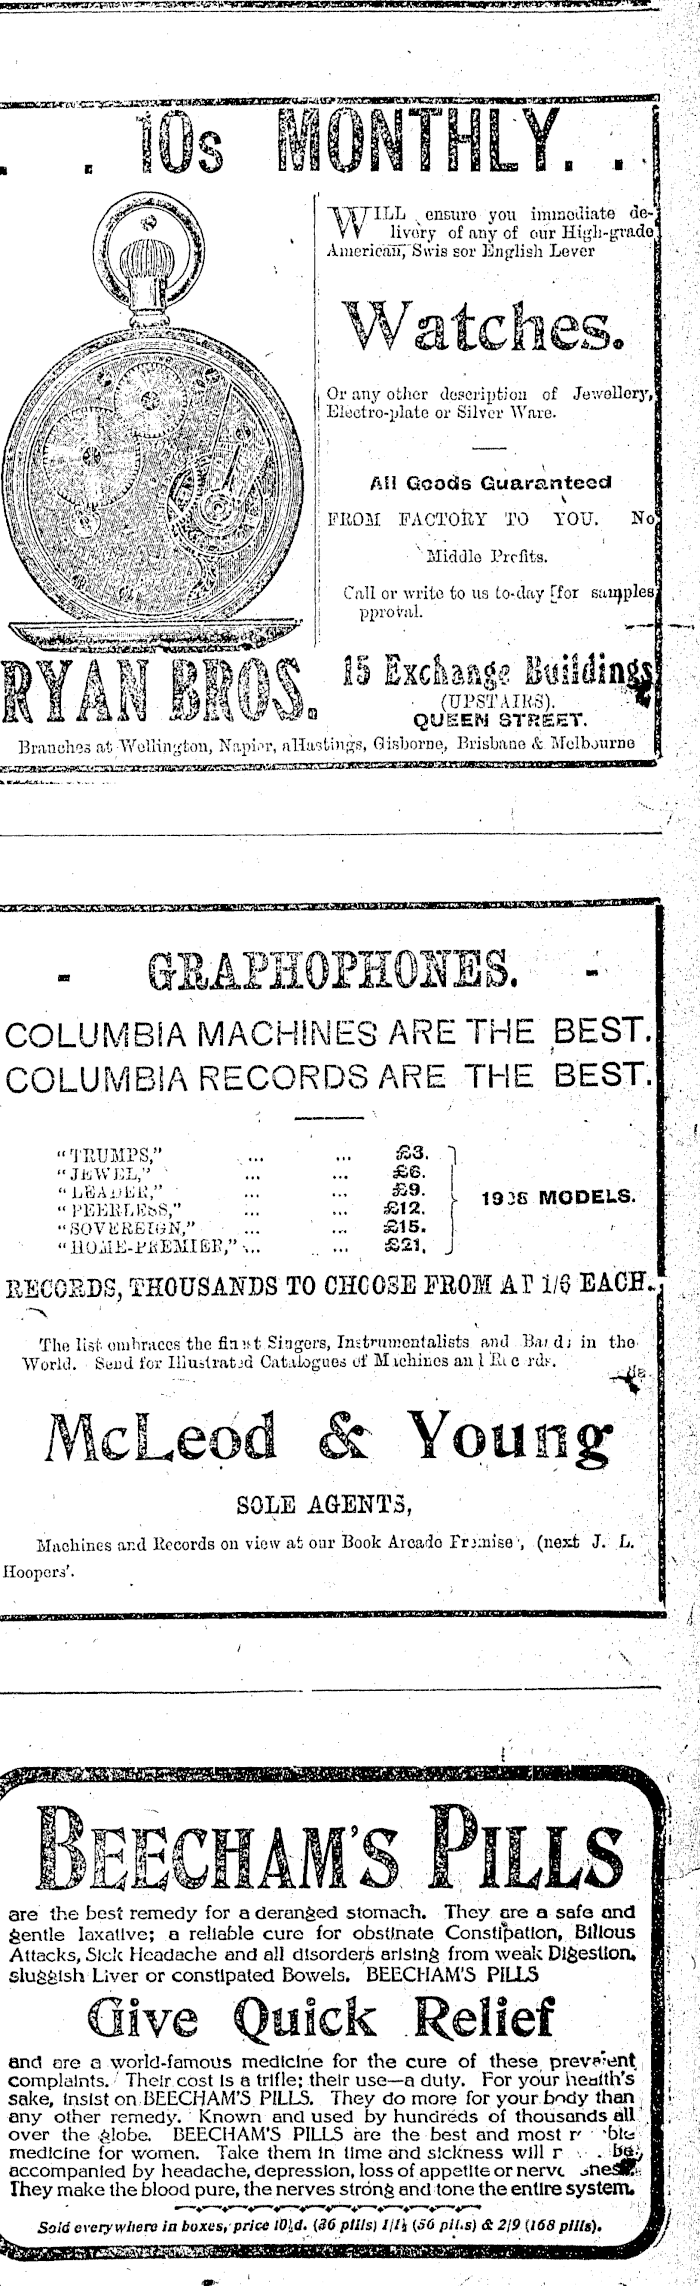 . . 10s MONTHLY. .
WILL ensure you immediate de-
livery of any of our High-grade
American, Swis sor English Lever
Watches.
Or any other description of Jewellery,
Electro-plate or Silver Ware.
All Goods Guaranteed
FROM FACTORY TO YOU. No
Middle Profits.
Call or write to us to-day [for samples
pproval.
RYAN BROS.
15 Exchange Buildings
(UPSTAIRS).
QUEEN STREET.
Branches at Wellington, Napier, aHastings, Gisborne, Brisbane & Melbourne
- GRAPHOPHONES. -
COLUMBIA MACHINES ARE THE BEST.
COLUMBIA RECORDS ARE THE BEST.
"TRUMPS," ... ... £3.
"JEWEL," ... ... £6.
"LEADER," ... ... £9.
"PEERLESS," ... ... £12.
"SOVEREIGN," ... ... £15.
"HOME-PREMIER," ... ... £21.
MODELS.
RECORDS, THOUSANDS TO CHOOSE FROM AT 1/6 EACH.
The list embraces the finest Singers, Instrumentalists and Bands in the
World. Send for Illustrated Catalogues of Machines and Records.
McLeod & Young
SOLE AGENTS,
Machines and Records on view at our Book Arcade Premise, (next J. L.
Hoopers'.
BEECHAM'S PILLS
are the best remedy for a deranged stomach. They are a safe and
gentle laxative; a reliable cure for obstinate Constipation, Bilious
Attacks, Sick Headache and all disorders arising from weak Digestion,
sluggish Liver or constipated Bowels. BEECHAM'S PILLS
Give Quick Relief
and are a world-famous medicine for the cure of these prevalent
complaints. Their cost is a trifle; their use—a duty. For your health's
sake, insist on BEECHAM'S PILLS. They do more for your body than
any other remedy. Known and used by hundreds of thousands all
over the globe. BEECHAM'S PILLS are the best and most
medicine for women. Take them in time and sickness will be
accompanied by headache, depression, loss of appetite or
They make the blood pure, the nerves strong and tone the entire system.
Sold everywhere in boxes, price 10½d. (36 pills) 1/1½ (56 pills) & 2/9 (168 pills).